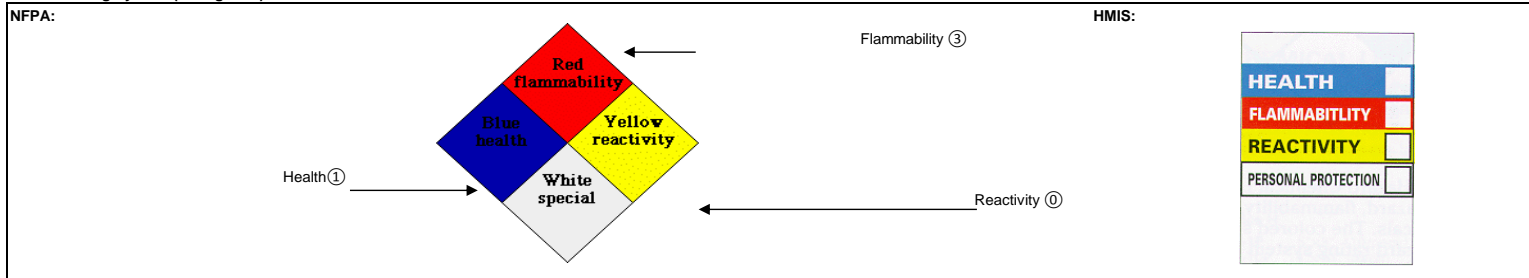 NFPA:
HMIS:
Flammability ③
Red
flammability
Blue
health
Yellow
reactivity
White
special
Health①
Reactivity ⓪
HEALTH
FLAMMABITLITY
REACTIVITY
PERSONAL PROTECTION